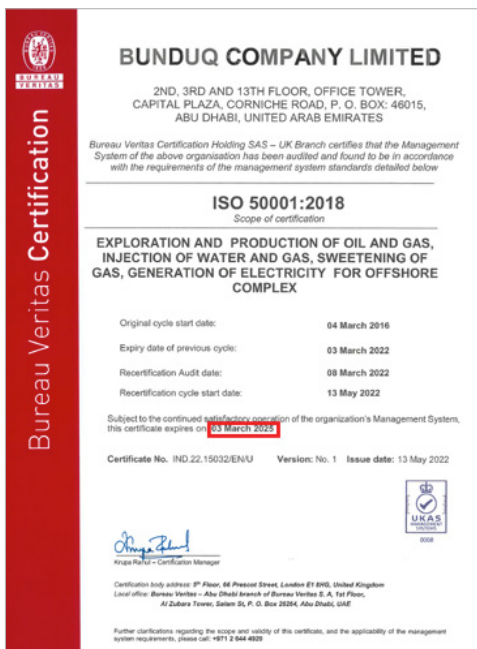 BUREAU
VERITAS
Bureau Veritas Certification
BUNDUQ COMPANY LIMITED
2ND, 3RD AND 13TH FLOOR, OFFICE TOWER,
CAPITAL PLAZA, CORNICHE ROAD, P. O. BOX: 46015,
ABU DHABI, UNITED ARAB EMIRATES
Bureau Veritas Certification Holding SAS – UK Branch certifies that the Management
System of the above organisation has been audited and found to be in accordance
with the requirements of the management system standards detailed below
ISO 50001:2018
Scope of certification
EXPLORATION AND PRODUCTION OF OIL AND GAS,
INJECTION OF WATER AND GAS, SWEETENING OF
GAS, GENERATION OF ELECTRICITY FOR OFFSHORE
COMPLEX
Original cycle start date: 04 March 2016
Expiry date of previous cycle: 03 March 2022
Recertification Audit date: 08 March 2022
Recertification cycle start date: 13 May 2022
Subject to the continued satisfactory operation of the organization's Management System,
this certificate expires on 03 March 2025
Certificate No. IND.22.15032/EN/U Version: No. 1 Issue date: 13 May 2022
UKAS
MANAGEMENT
SYSTEMS
0008
Krupa Rahul – Certification Manager
Certification body address: 5th Floor, 66 Prescot Street, London E1 8HG, United Kingdom
Local office: Bureau Veritas – Abu Dhabi branch of Bureau Veritas S. A, 1st Floor,
Al Zubara Tower, Salam St, P. O. Box 26264, Abu Dhabi, UAE
Further clarifications regarding the scope and validity of this certificate, and the applicability of the management
system requirements, please call: +971 2 644 4929